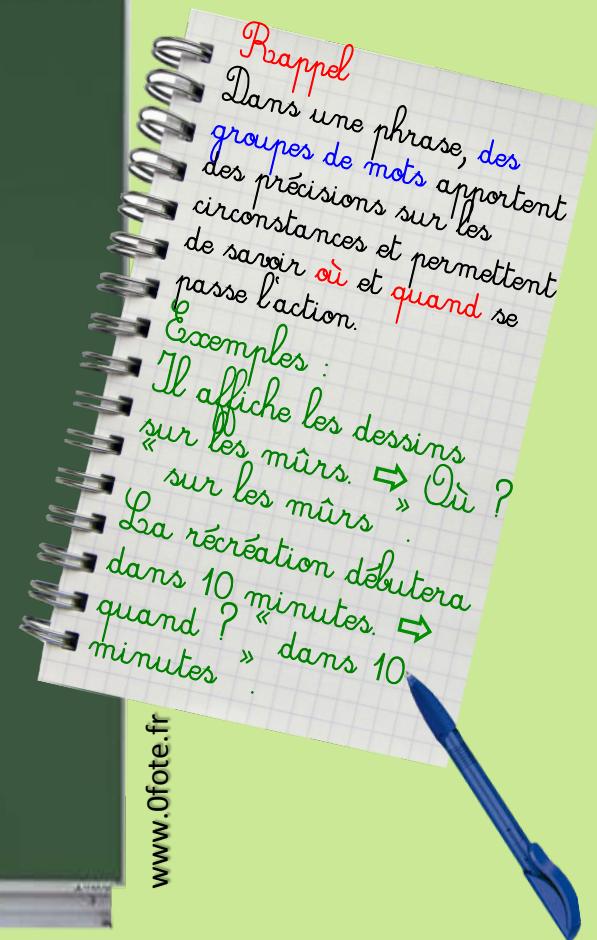 Rappel
Dans une phrase, des
groupes de mots apportent
des précisions sur les
circonstances et permettent
de savoir où et quand se
passe l'action.
Exemples :
Il affiche les dessins
sur les mûrs. ⇨ Où ?
« sur les mûrs » .
La récréation débutera
dans 10 minutes. ⇨
quand ? « dans 10
minutes » .
www.0fote.fr